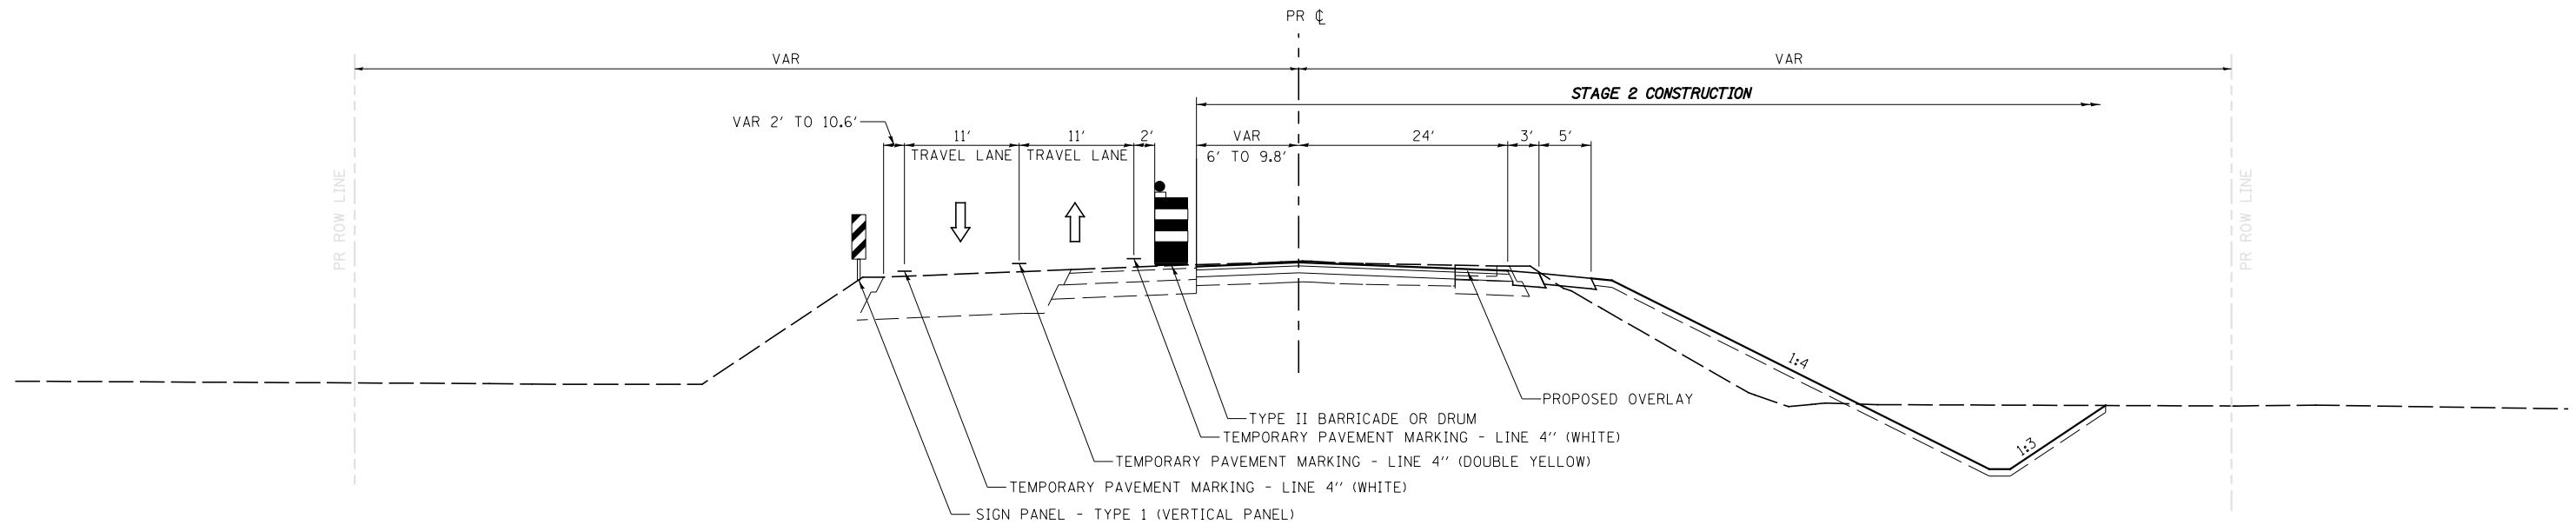 PR ℄
VAR
VAR
STAGE 2 CONSTRUCTION
VAR 2' TO 10.6'
11'
11'
2'
VAR
24'
3'
5'
TRAVEL LANE
TRAVEL LANE
6' TO 9.8'
PR ROW LINE
PR ROW LINE
1:4
1:3
PROPOSED OVERLAY
TYPE II BARRICADE OR DRUM
TEMPORARY PAVEMENT MARKING - LINE 4'' (WHITE)
TEMPORARY PAVEMENT MARKING - LINE 4'' (DOUBLE YELLOW)
TEMPORARY PAVEMENT MARKING - LINE 4'' (WHITE)
SIGN PANEL - TYPE 1 (VERTICAL PANEL)